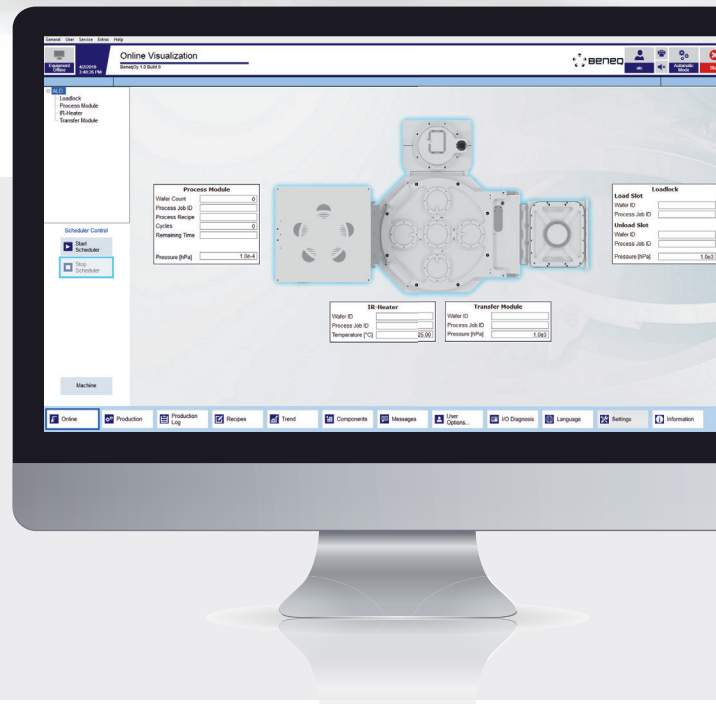 General User Service Extras Help
Equipment Offline
4/2/2019
3:40:26 PM
Online Visualization
BeneqOy 1.0 Build 0
BENEQ
Automatic Mode
ALD
Loadlock
Process Module
IR-Heater
Transfer Module
Scheduler Control
Start Scheduler
Stop Scheduler
Machine
Process Module
Wafer Count 0
Process Job ID
Process Recipe
Cycles 0
Remaining Time
Pressure [hPa] 1.0e-4
Loadlock
Load Slot
Wafer ID
Process Job ID
Unload Slot
Wafer ID
Process Job ID
Pressure [hPa] 1.0e3
IR-Heater
Wafer ID
Process Job ID
Temperature [°C] 25.00
Transfer Module
Wafer ID
Process Job ID
Pressure [hPa] 1.0e3
Online
Production
Production Log
Recipes
Trend
Components
Messages
User Options...
I/O Diagnosis
Language
Settings
Information